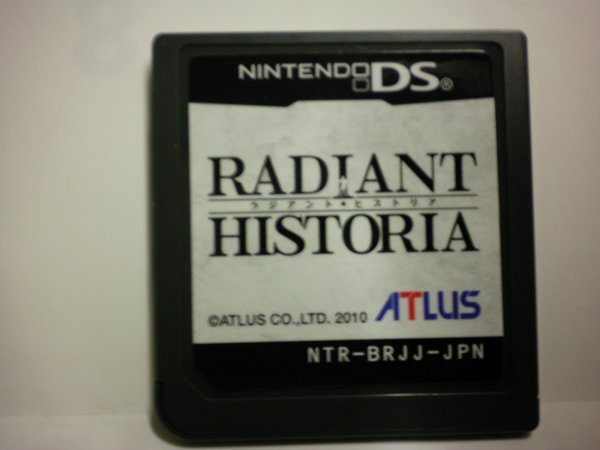 NINTENDO DS®
RADIANT
ラジアント・ヒストリア
HISTORIA
©ATLUS CO.,LTD. 2010 ATLUS
NTR-BRJJ-JPN